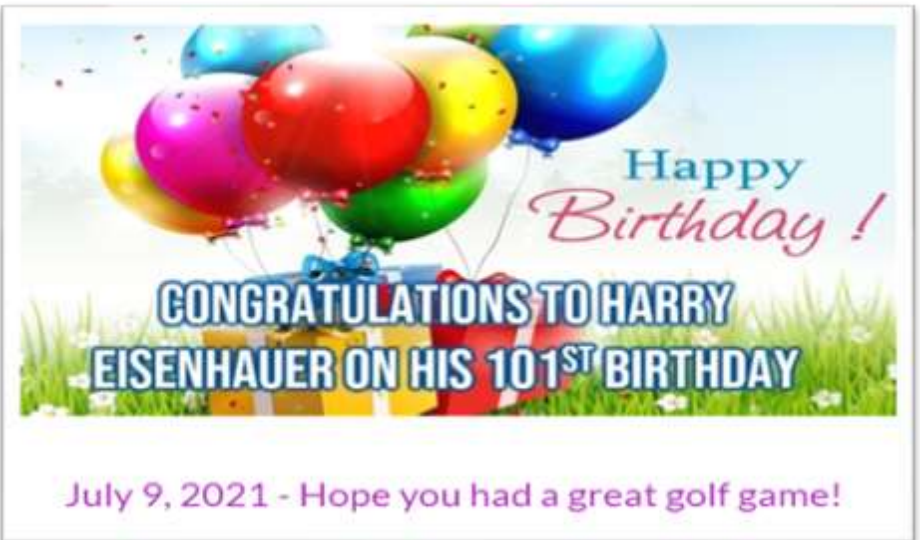 Happy
Birthday !
CONGRATULATIONS TO HARRY
EISENHAUER ON HIS 101ST BIRTHDAY
July 9, 2021 - Hope you had a great golf game!